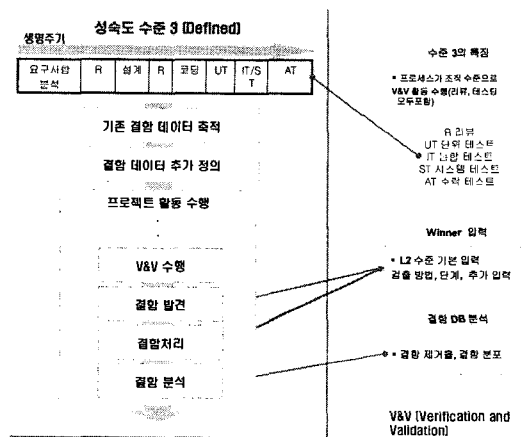 성숙도 수준 3 (Defined)
생명주기
요구사항
분석
R
설계
R
코딩
UT
IT/S
T
AT
기존 결함 데이터 축적
결함 데이터 추가 정의
프로젝트 활동 수행
V&V 수행
결함 발견
결함처리
결함 분석
수준 3의 특징
• 프로세스가 조직 수준으로
V&V 활동 수행(리뷰, 테스팅
모두포함)
R 리뷰
UT 단위 테스트
IT 통합 테스트
ST 시스템 테스트
AT 수락 테스트
Winner 입력
• L2 수준 기본 입력
검출 방법, 단계, 추가 입력
결함 DB 분석
• 결함 제거율, 결함 분포
V&V (Verification and
Validation)